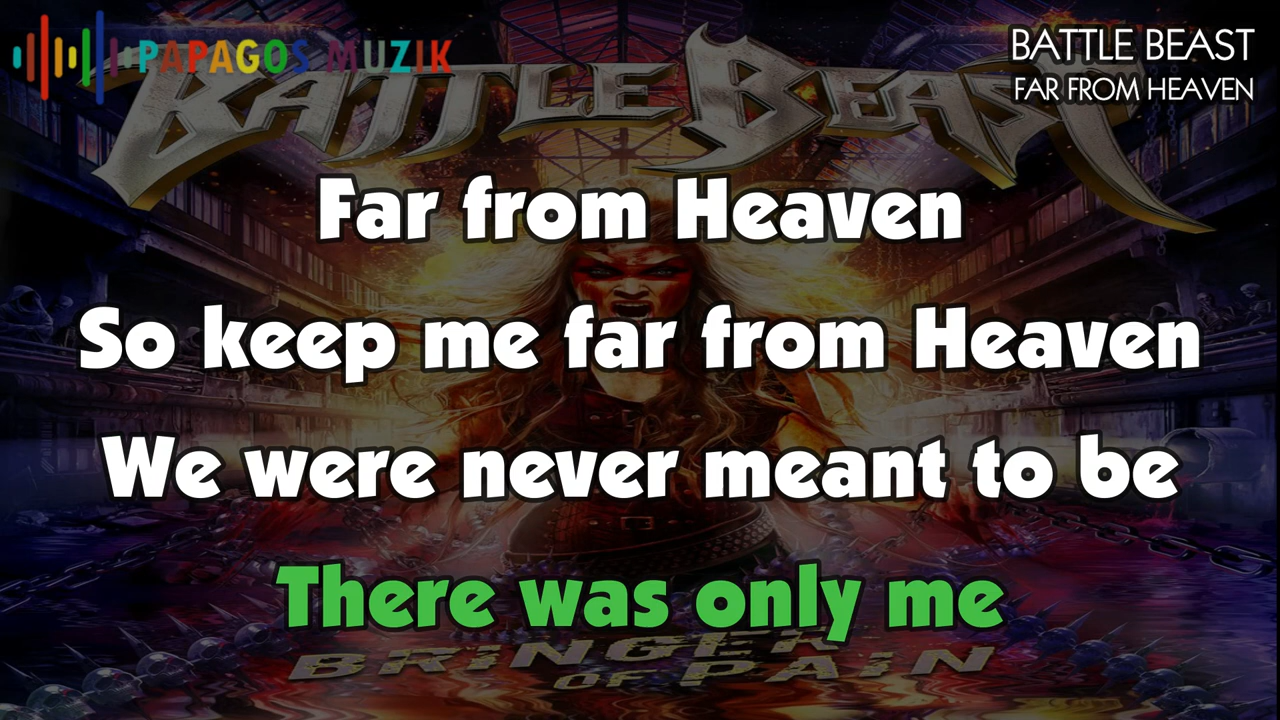 PAPAGOS MUZIK
BATTLE BEAST
FAR FROM HEAVEN
BATTLE BEAST
Far from Heaven
So keep me far from Heaven
We were never meant to be
There was only me
BRINGER
OF PAIN